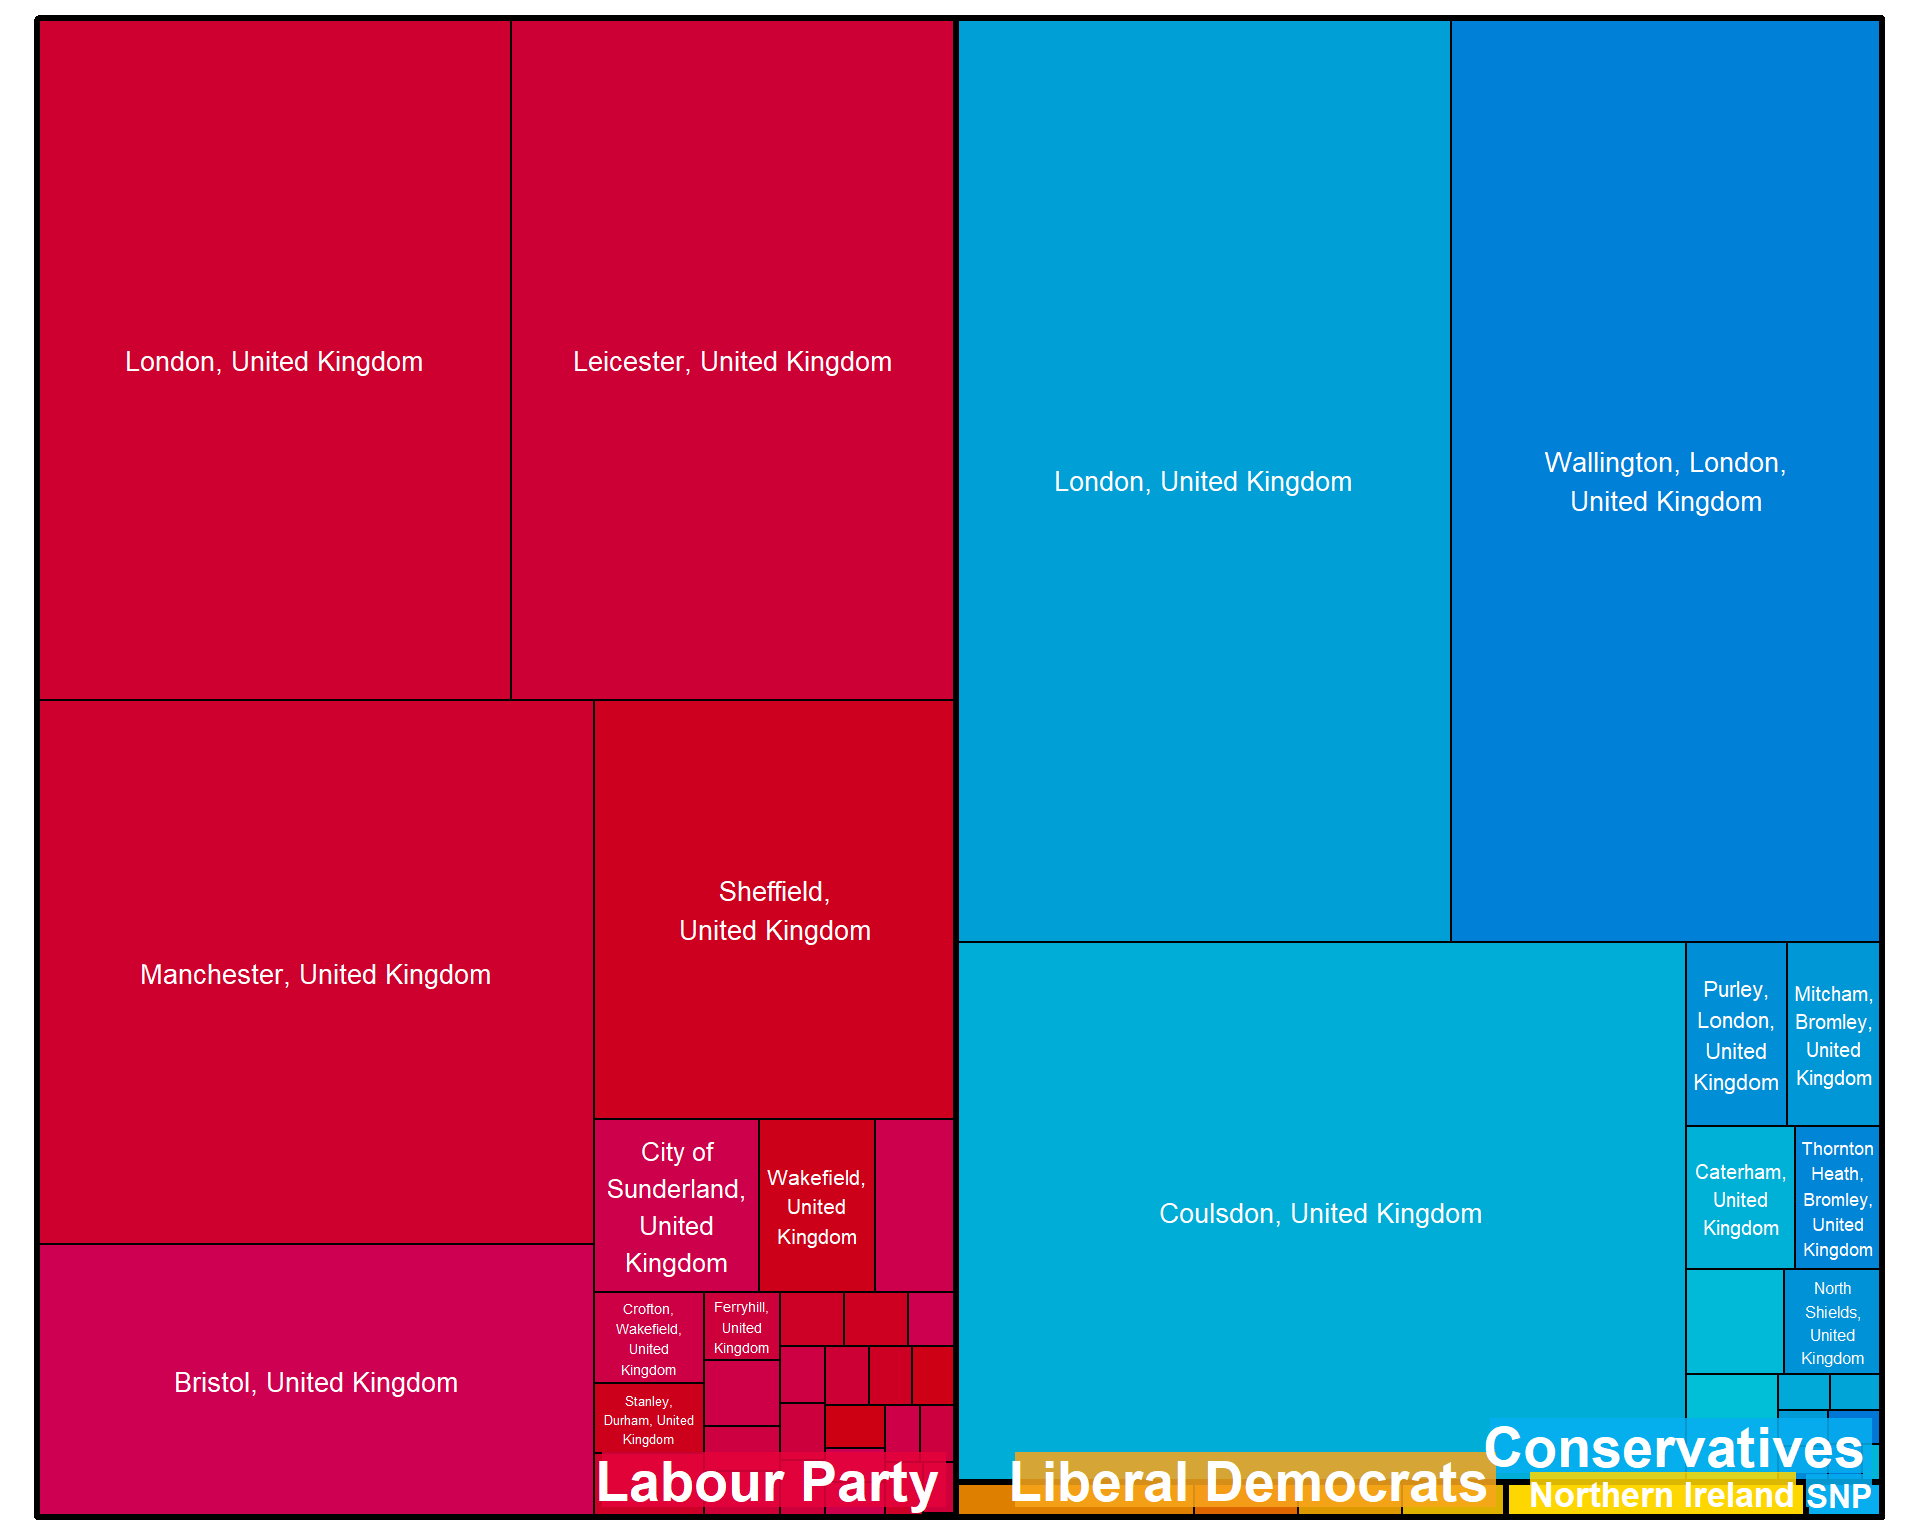 London, United Kingdom
Leicester, United Kingdom
Manchester, United Kingdom
Sheffield,
United Kingdom
Bristol, United Kingdom
City of
Sunderland,
United
Kingdom
Wakefield,
United
Kingdom
Crofton,
Wakefield,
United
Kingdom
Ferryhill,
United
Kingdom
Stanley,
Durham, United
Kingdom
Labour Party
London, United Kingdom
Wallington, London,
United Kingdom
Coulsdon, United Kingdom
Purley,
London,
United
Kingdom
Mitcham,
Bromley,
United
Kingdom
Caterham,
United
Kingdom
Thornton
Heath,
Bromley,
United
Kingdom
North
Shields,
United
Kingdom
Conservatives
Liberal Democrats
Northern Ireland
SNP